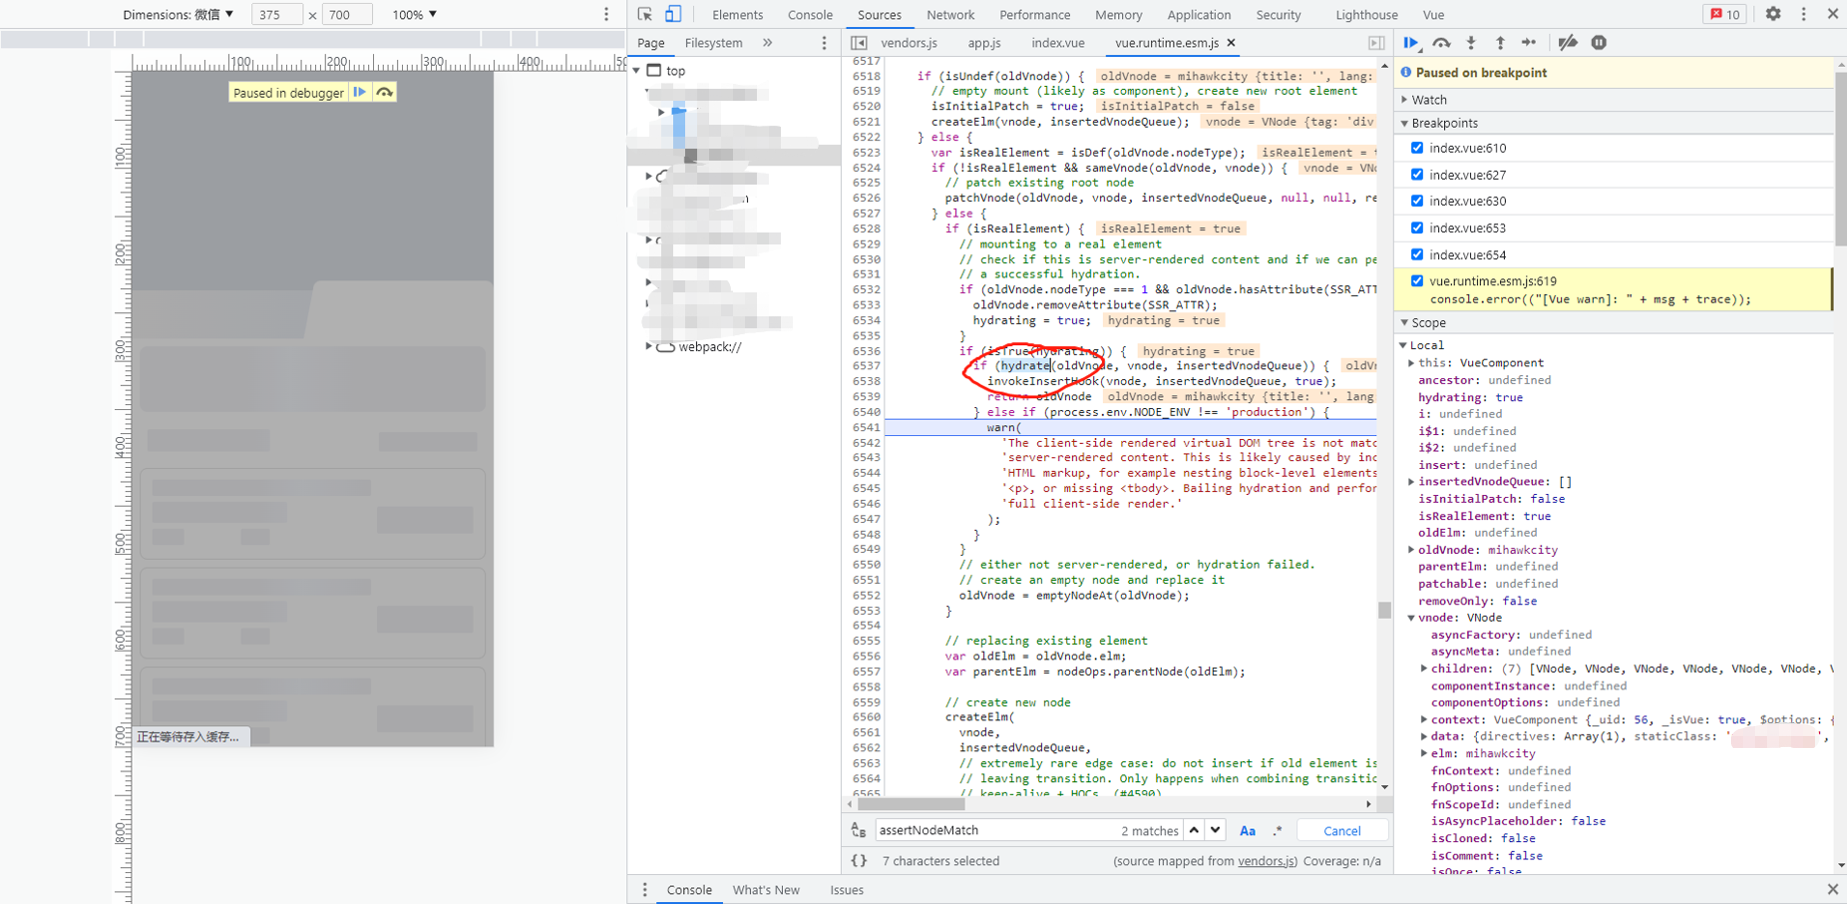 Dimensions: 微信 ▼ 375 × 700 100% ▼
Elements Console Sources Network Performance Memory Application Security Lighthouse Vue 10
Page Filesystem »
vendors.js app.js index.vue vue.runtime.esm.js ×
100 200 300 400
Paused in debugger
100
200
300
400
500
600
700
800
正在等待存入缓存...
top
webpack://
6517
6518 if (isUndef(oldVnode)) { oldVnode = mihawkcity {title: '', lang:
6519 // empty mount (likely as component), create new root element
6520 isInitialPatch = true; isInitialPatch = false
6521 createElm(vnode, insertedVnodeQueue); vnode = VNode {tag: 'div
6522 } else {
6523 var isRealElement = isDef(oldVnode.nodeType); isRealElement = t
6524 if (!isRealElement && sameVnode(oldVnode, vnode)) { vnode = VNo
6525 // patch existing root node
6526 patchVnode(oldVnode, vnode, insertedVnodeQueue, null, null, re
6527 } else {
6528 if (isRealElement) { isRealElement = true
6529 // mounting to a real element
6530 // check if this is server-rendered content and if we can pe
6531 // a successful hydration.
6532 if (oldVnode.nodeType === 1 && oldVnode.hasAttribute(SSR_ATT
6533 oldVnode.removeAttribute(SSR_ATTR);
6534 hydrating = true; hydrating = true
6535 }
6536 if (isTrue(hydrating)) { hydrating = true
6537 if (hydrate(oldVnode, vnode, insertedVnodeQueue)) { oldVn
6538 invokeInsertHook(vnode, insertedVnodeQueue, true);
6539 return oldVnode oldVnode = mihawkcity {title: '', lang
6540 } else if (process.env.NODE_ENV !== 'production') {
6541 warn(
6542 'The client-side rendered virtual DOM tree is not matc
6543 'server-rendered content. This is likely caused by inc
6544 'HTML markup, for example nesting block-level elements
6545 '<p>, or missing <tbody>. Bailing hydration and perfor
6546 'full client-side render.'
6547 );
6548 }
6549 }
6550 // either not server-rendered, or hydration failed.
6551 // create an empty node and replace it
6552 oldVnode = emptyNodeAt(oldVnode);
6553 }
6554
6555 // replacing existing element
6556 var oldElm = oldVnode.elm;
6557 var parentElm = nodeOps.parentNode(oldElm);
6558
6559 // create new node
6560 createElm(
6561 vnode,
6562 insertedVnodeQueue,
6563 // extremely rare edge case: do not insert if old element is
6564 // leaving transition. Only happens when combining transitic
6565 // keep-alive + HOCs. (#4590)
assertNodeMatch 2 matches Aa .* Cancel
{} 7 characters selected (source mapped from vendors.js) Coverage: n/a
Console What's New Issues
Paused on breakpoint
Watch
Breakpoints
index.vue:610
index.vue:627
index.vue:630
index.vue:653
index.vue:654
vue.runtime.esm.js:619
console.error(("[Vue warn]: " + msg + trace));
Scope
Local
this: VueComponent
ancestor: undefined
hydrating: true
i: undefined
i$1: undefined
i$2: undefined
insert: undefined
insertedVnodeQueue: []
isInitialPatch: false
isRealElement: true
oldElm: undefined
oldVnode: mihawkcity
parentElm: undefined
patchable: undefined
removeOnly: false
vnode: VNode
asyncFactory: undefined
asyncMeta: undefined
children: (7) [VNode, VNode, VNode, VNode, VNode, VNode, V
componentInstance: undefined
componentOptions: undefined
context: VueComponent {_uid: 56, _isVue: true, $options: {
data: {directives: Array(1), staticClass: ' ',
elm: mihawkcity
fnContext: undefined
fnOptions: undefined
fnScopeId: undefined
isAsyncPlaceholder: false
isCloned: false
isComment: false
isOnce: false